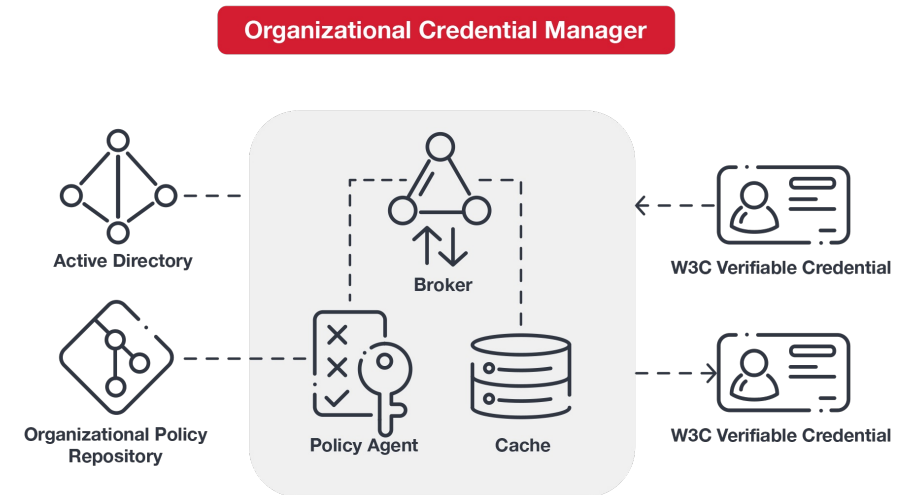 Organizational Credential Manager
Active Directory
Broker
W3C Verifiable Credential
Organizational Policy
Repository
Policy Agent
Cache
W3C Verifiable Credential